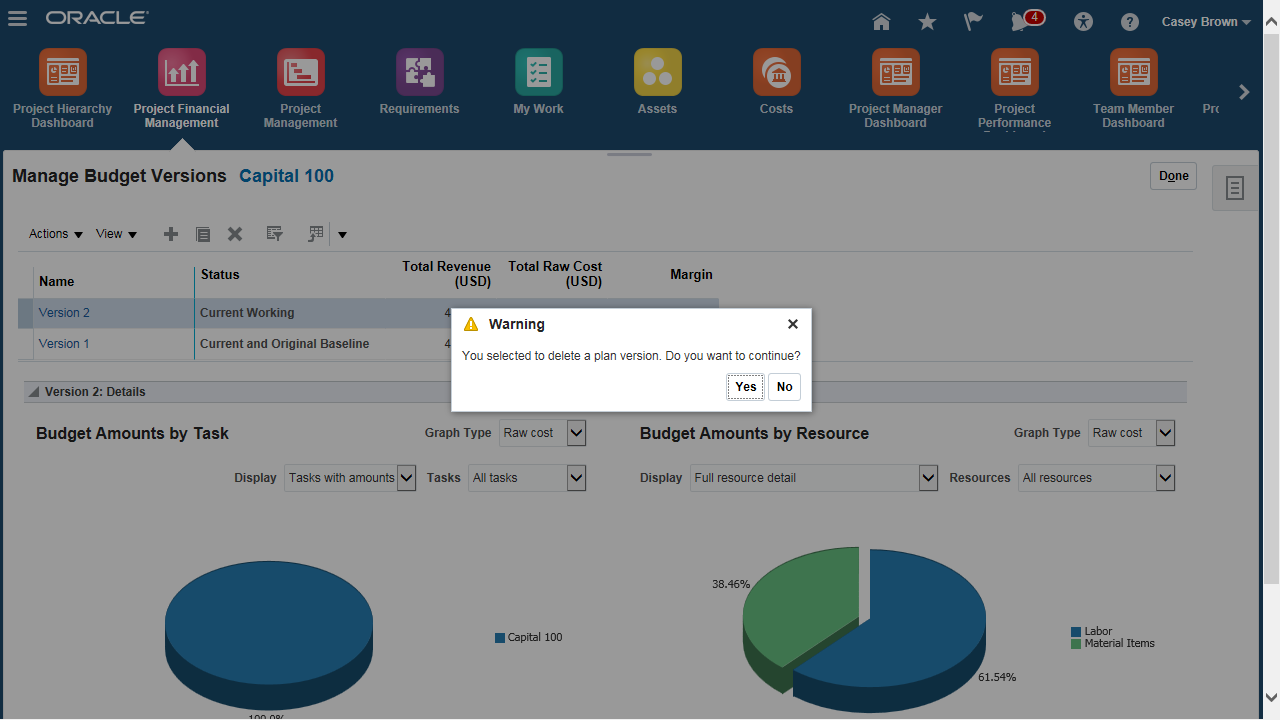 ORACLE
4
Casey Brown
Project Hierarchy
Dashboard
Project Financial
Management
Project
Management
Requirements
My Work
Assets
Costs
Project Manager
Dashboard
Project
Performance
Team Member
Dashboard
Manage Budget Versions Capital 100
Done
Actions View
Name
Status
Total Revenue
(USD)
Total Raw Cost
(USD)
Margin
Version 2 Current Working 4
Version 1 Current and Original Baseline 4
Warning
You selected to delete a plan version. Do you want to continue?
Yes No
Version 2: Details
Budget Amounts by Task
Graph Type Raw cost
Display Tasks with amounts Tasks All tasks
Capital 100
100.0%
Budget Amounts by Resource
Graph Type Raw cost
Display Full resource detail Resources All resources
38.46%
Labor
Material Items
61.54%